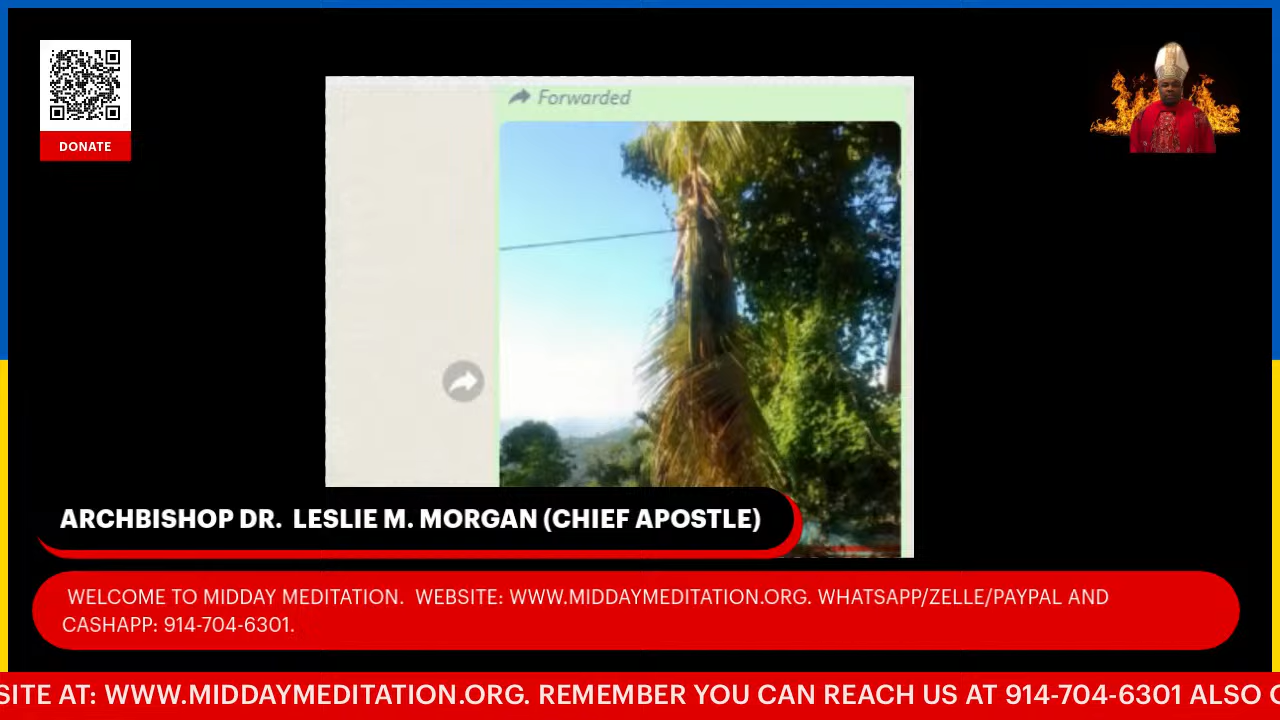 DONATE
Forwarded
ARCHBISHOP DR. LESLIE M. MORGAN (CHIEF APOSTLE)
WELCOME TO MIDDAY MEDITATION. WEBSITE: WWW.MIDDAYMEDITATION.ORG. WHATSAPP/ZELLE/PAYPAL AND
CASHAPP: 914-704-6301.
SITE AT: WWW.MIDDAYMEDITATION.ORG. REMEMBER YOU CAN REACH US AT 914-704-6301 ALSO